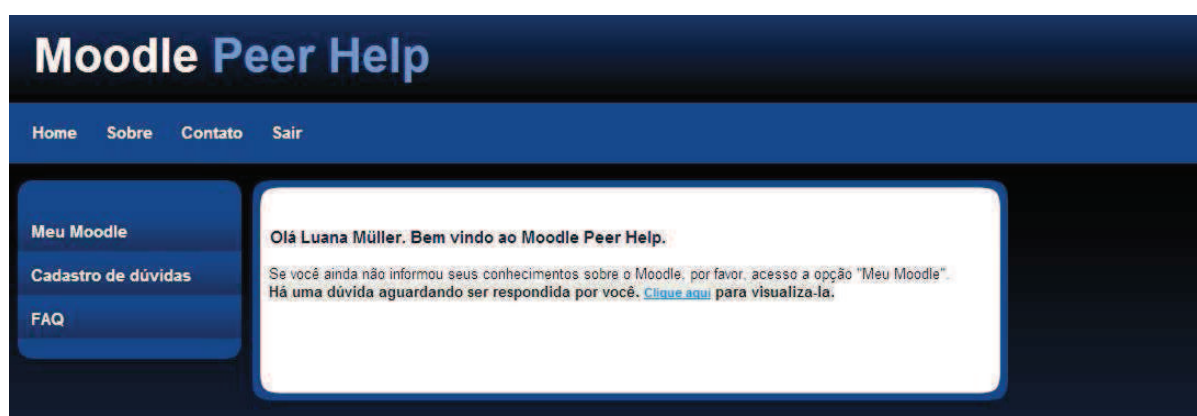 Moodle Peer Help
Home Sobre Contato Sair
Meu Moodle
Cadastro de dúvidas
FAQ
Olá Luana Müller. Bem vindo ao Moodle Peer Help.
Se você ainda não informou seus conhecimentos sobre o Moodle, por favor, acesso a opção "Meu Moodle".
Há uma dúvida aguardando ser respondida por você. Clique aqui para visualiza-la.